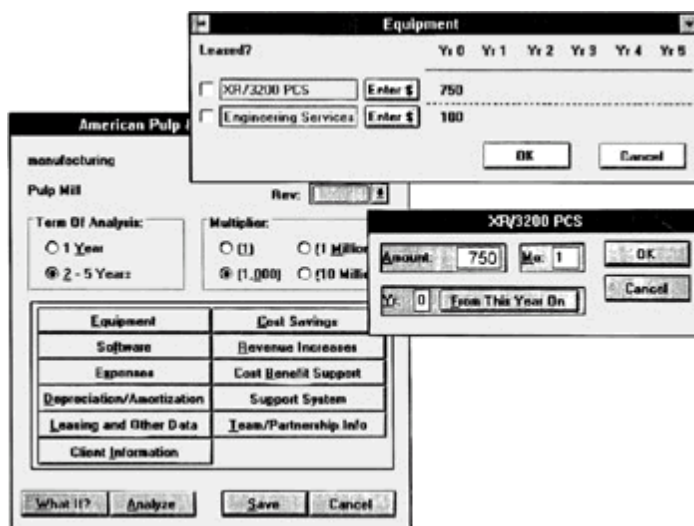 Equipment
Leased? Yr 0 Yr 1 Yr 2 Yr 3 Yr 4 Yr 5
XR/3200 PCS Enter $ 750
Engineering Services Enter $ 100
OK Cancel
American Pulp &
manufacturing
Pulp Mill Rev:
Term Of Analysis: Multiplier:
1 Year (1) (1 Million
2 - 5 Years (1,000) (10 Millio
XR/3200 PCS
Amount: 750 Mo: 1 OK
Cancel
Yr: 0 From This Year On
Equipment Cost Savings
Software Revenue Increases
Expenses Cost Benefit Support
Depreciation/Amortization Support System
Leasing and Other Data Team/Partnership Info
Client Information
What If? Analyze Save Cancel